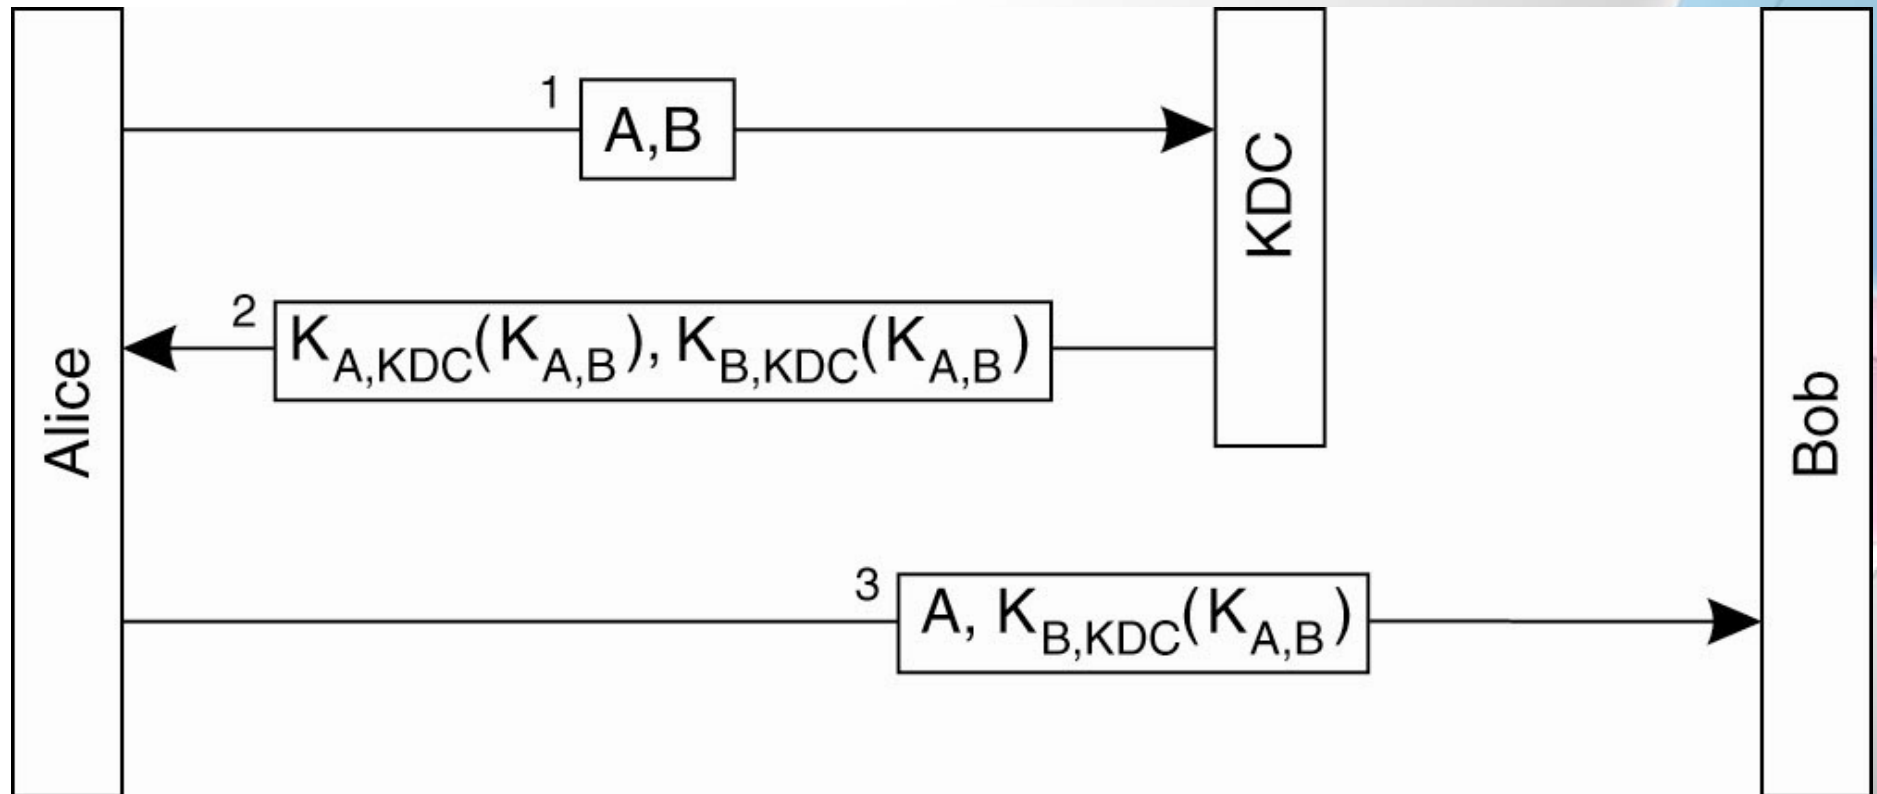 1
A,B
KDC
2
K_{A,KDC}(K_{A,B}), K_{B,KDC}(K_{A,B})
Alice
Bob
3
A, K_{B,KDC}(K_{A,B})